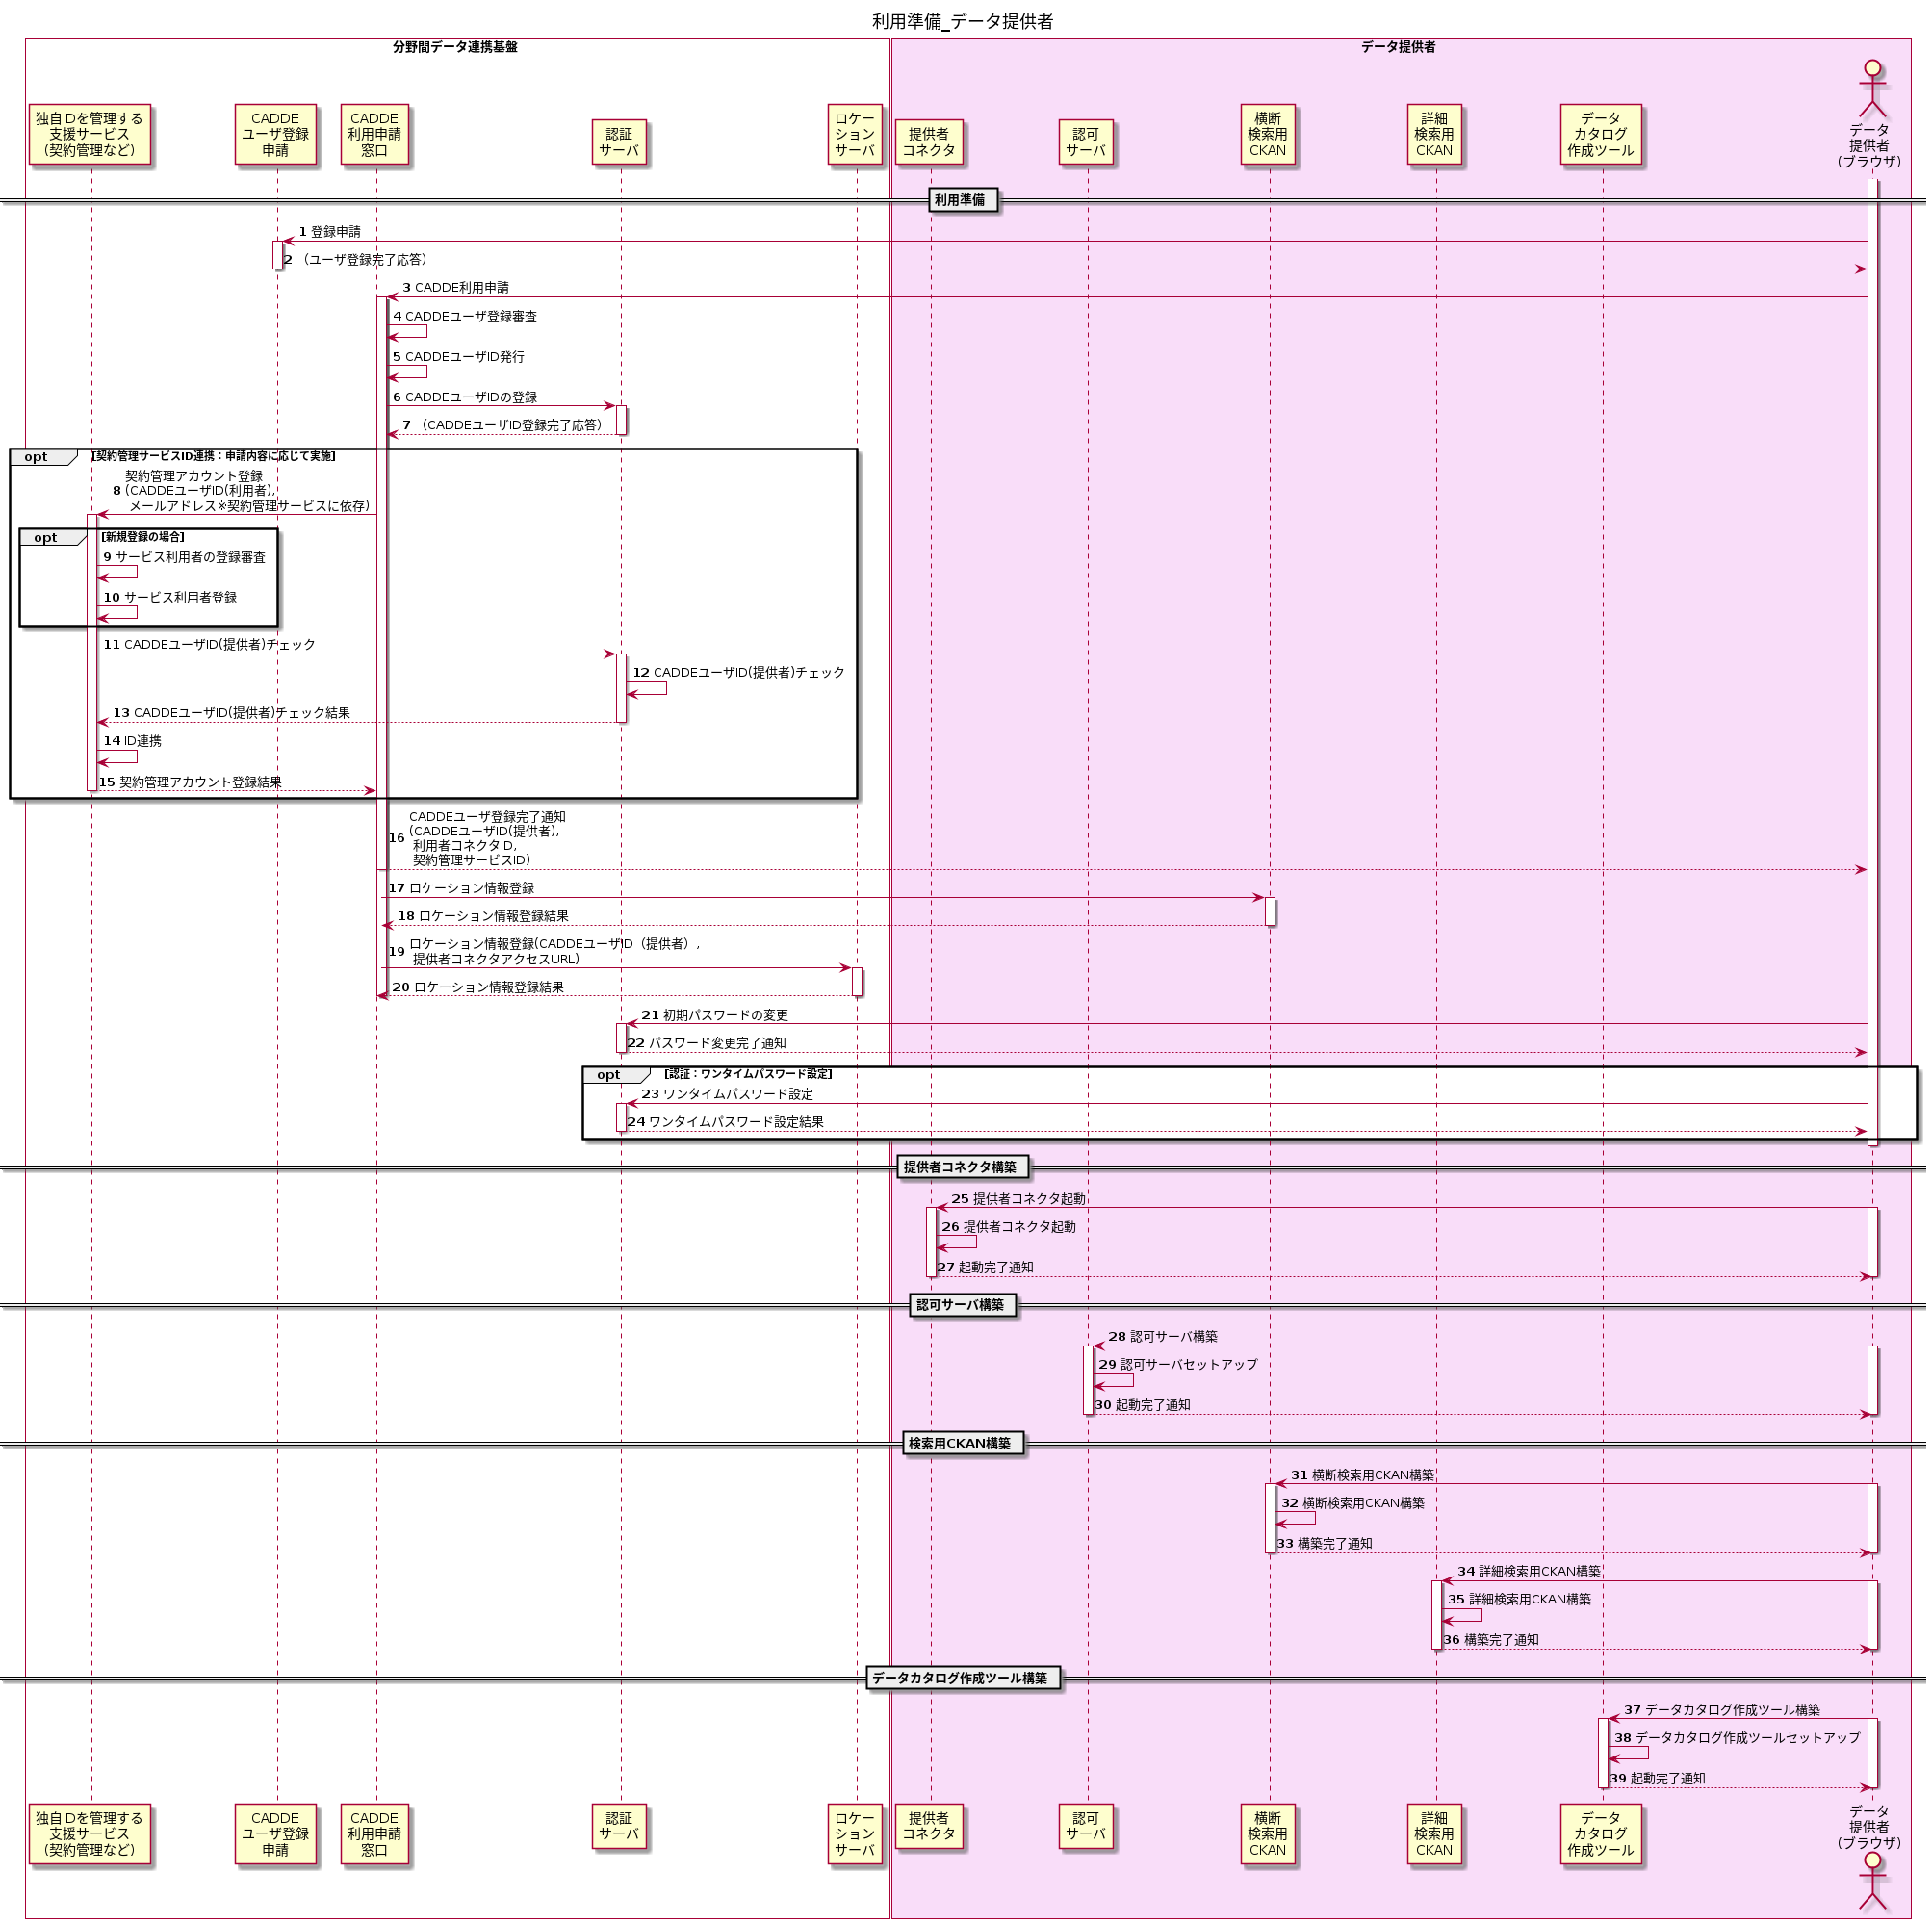 利用準備_データ提供者
分野間データ連携基盤
データ提供者
独自IDを管理する
支援サービス
（契約管理など）
CADDE
ユーザ登録
申請
CADDE
利用申請
窓口
認証
サーバ
ロケー
ション
サーバ
提供者
コネクタ
認可
サーバ
横断
検索用
CKAN
詳細
検索用
CKAN
データ
カタログ
作成ツール
データ
提供者
（ブラウザ）
利用準備
1 登録申請
2 （ユーザ登録完了応答）
3 CADDE利用申請
4 CADDEユーザ登録審査
5 CADDEユーザID発行
6 CADDEユーザIDの登録
7 （CADDEユーザID登録完了応答）
opt [契約管理サービスID連携：申請内容に応じて実施]
契約管理アカウント登録
8 (CADDEユーザID(利用者),
メールアドレス※契約管理サービスに依存)
opt [新規登録の場合]
9 サービス利用者の登録審査
10 サービス利用者登録
11 CADDEユーザID(提供者)チェック
12 CADDEユーザID(提供者)チェック
13 CADDEユーザID(提供者)チェック結果
14 ID連携
15 契約管理アカウント登録結果
CADDEユーザ登録完了通知
16 (CADDEユーザID(提供者),
利用者コネクタID,
契約管理サービスID)
17 ロケーション情報登録
18 ロケーション情報登録結果
19 ロケーション情報登録(CADDEユーザID（提供者）,
提供者コネクタアクセスURL)
20 ロケーション情報登録結果
21 初期パスワードの変更
22 パスワード変更完了通知
opt [認証：ワンタイムパスワード設定]
23 ワンタイムパスワード設定
24 ワンタイムパスワード設定結果
提供者コネクタ構築
25 提供者コネクタ起動
26 提供者コネクタ起動
27 起動完了通知
認可サーバ構築
28 認可サーバ構築
29 認可サーバセットアップ
30 起動完了通知
検索用CKAN構築
31 横断検索用CKAN構築
32 横断検索用CKAN構築
33 構築完了通知
34 詳細検索用CKAN構築
35 詳細検索用CKAN構築
36 構築完了通知
データカタログ作成ツール構築
37 データカタログ作成ツール構築
38 データカタログ作成ツールセットアップ
39 起動完了通知
独自IDを管理する
支援サービス
（契約管理など）
CADDE
ユーザ登録
申請
CADDE
利用申請
窓口
認証
サーバ
ロケー
ション
サーバ
提供者
コネクタ
認可
サーバ
横断
検索用
CKAN
詳細
検索用
CKAN
データ
カタログ
作成ツール
データ
提供者
（ブラウザ）